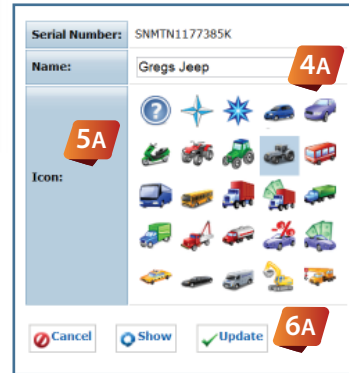 Serial Number: SNMTN1177385K
Name: Gregs Jeep 4A
5A
Icon:
?
%
Cancel Show Update 6A